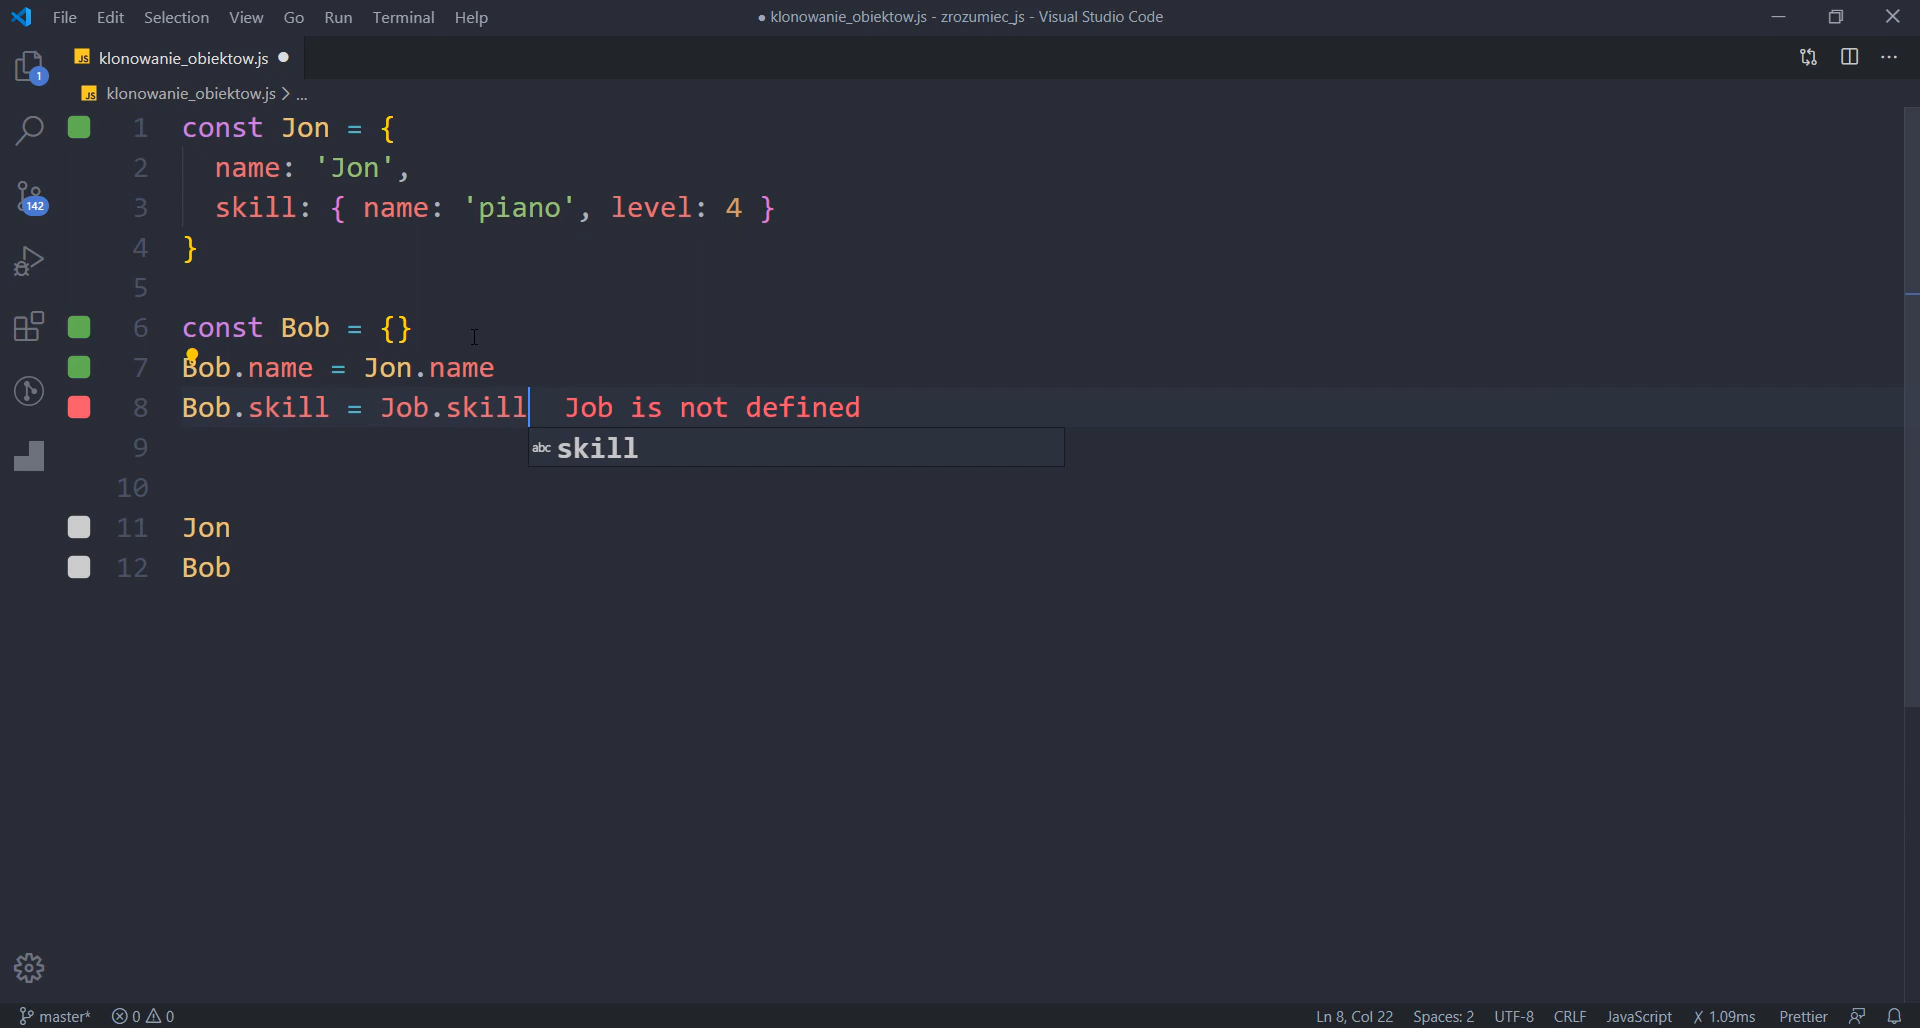 File Edit Selection View Go Run Terminal Help
● klonowanie_obiektow.js - zrozumiec_js - Visual Studio Code
JS klonowanie_obiektow.js ●
JS klonowanie_obiektow.js > ...
1
142
1 const Jon = {
2 name: 'Jon',
3 skill: { name: 'piano', level: 4 }
4 }
5
6 const Bob = {}
7 Bob.name = Jon.name
8 Bob.skill = Job.skill Job is not defined
abc skill
9
10
11 Jon
12 Bob
master* 0 0 Ln 8, Col 22 Spaces: 2 UTF-8 CRLF JavaScript X 1.09ms Prettier